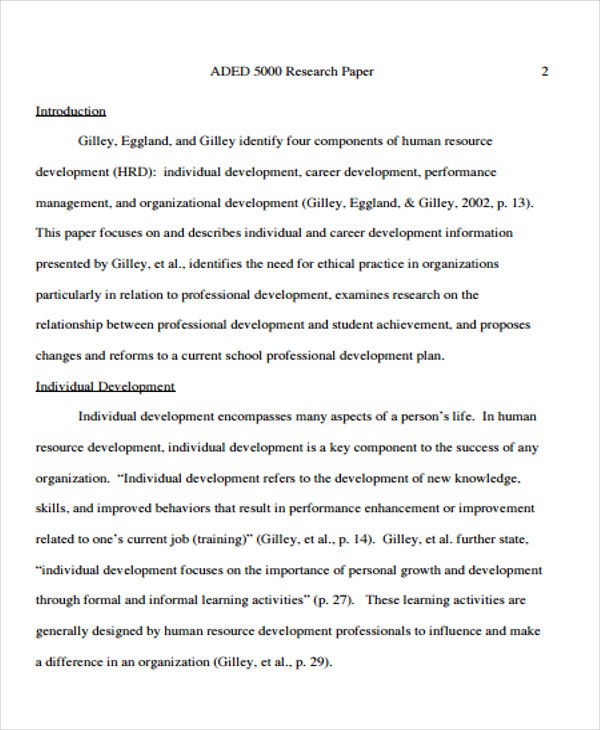 ADED 5000 Research Paper 2
Introduction
Gilley, Eggland, and Gilley identify four components of human resource
development (HRD):  individual development, career development, performance
management, and organizational development (Gilley, Eggland, & Gilley, 2002, p. 13).
This paper focuses on and describes individual and career development information
presented by Gilley, et al., identifies the need for ethical practice in organizations
particularly in relation to professional development, examines research on the
relationship between professional development and student achievement, and proposes
changes and reforms to a current school professional development plan.
Individual Development
Individual development encompasses many aspects of a person’s life.  In human
resource development, individual development is a key component to the success of any
organization.  “Individual development refers to the development of new knowledge,
skills, and improved behaviors that result in performance enhancement or improvement
related to one’s current job (training)” (Gilley, et al., p. 14).  Gilley, et al. further state,
“individual development focuses on the importance of personal growth and development
through formal and informal learning activities” (p. 27).   These learning activities are
generally designed by human resource development professionals to influence and make
a difference in an organization (Gilley, et al., p. 29).